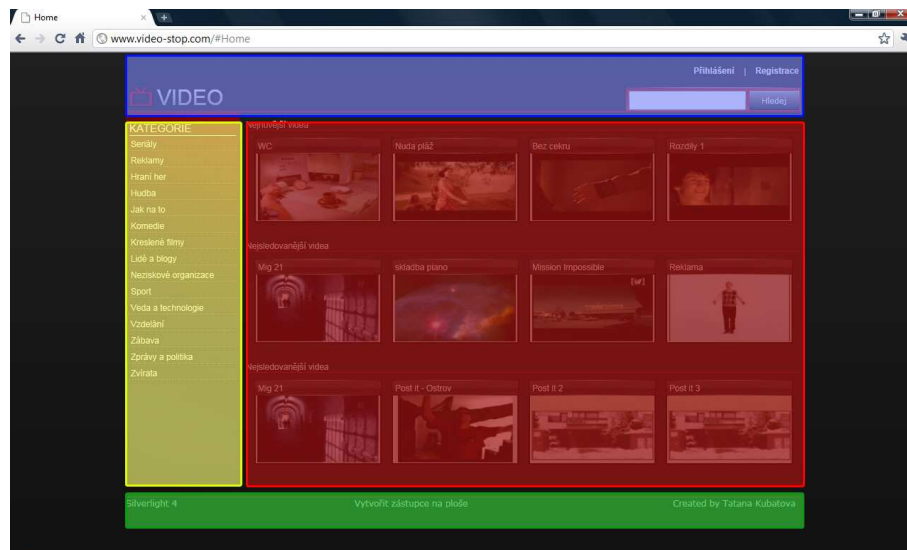 Home
www.video-stop.com/#Home
Přihlášení | Registrace
VIDEO
Hledej
KATEGORIE
Seriály
Reklamy
Hraní her
Hudba
Jak na to
Komedie
Kreslené filmy
Lidé a blogy
Neziskové organizace
Sport
Veda a technologie
Vzdelání
Zábava
Zprávy a politika
Zvírata
Nejnovější videa
WC Nuda pláž Bez cekru Rozdíly 1
Nejsledovanější videa
Mig 21 skladba piano Mission Impossible Reklama
Nejsledovanější videa
Mig 21 Post it - Ostrov Post it 2 Post it 3
Silverlight 4 Vytvořit zástupce na ploše Created by Tatana Kubatova